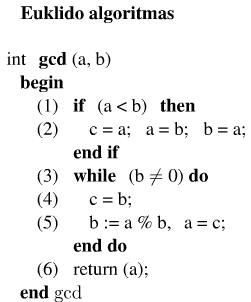 Euklido algoritmas
int gcd (a, b)
begin
(1) if (a < b) then
(2) c = a; a = b; b = a;
end if
(3) while (b ≠ 0) do
(4) c = b;
(5) b := a % b, a = c;
end do
(6) return (a);
end gcd